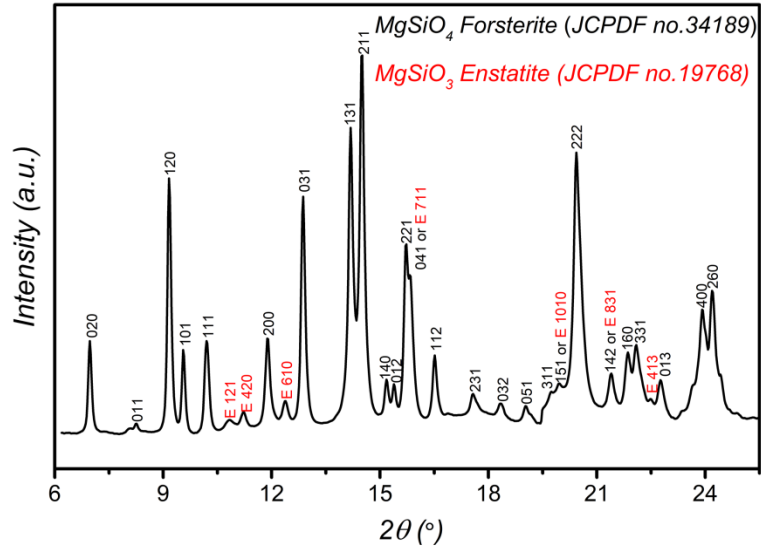 MgSiO4 Forsterite (JCPDF no.34189)
MgSiO3 Enstatite (JCPDF no.19768)
Intensity (a.u.)
020
011
120
101
111
E 121
E 420
200
E 610
031
131
211
140
012
221
041 or E 711
112
231
032
051
311
151 or E 1010
222
142 or E 831
160
331
E 413
013
400
260
6 9 12 15 18 21 24
2θ (°)